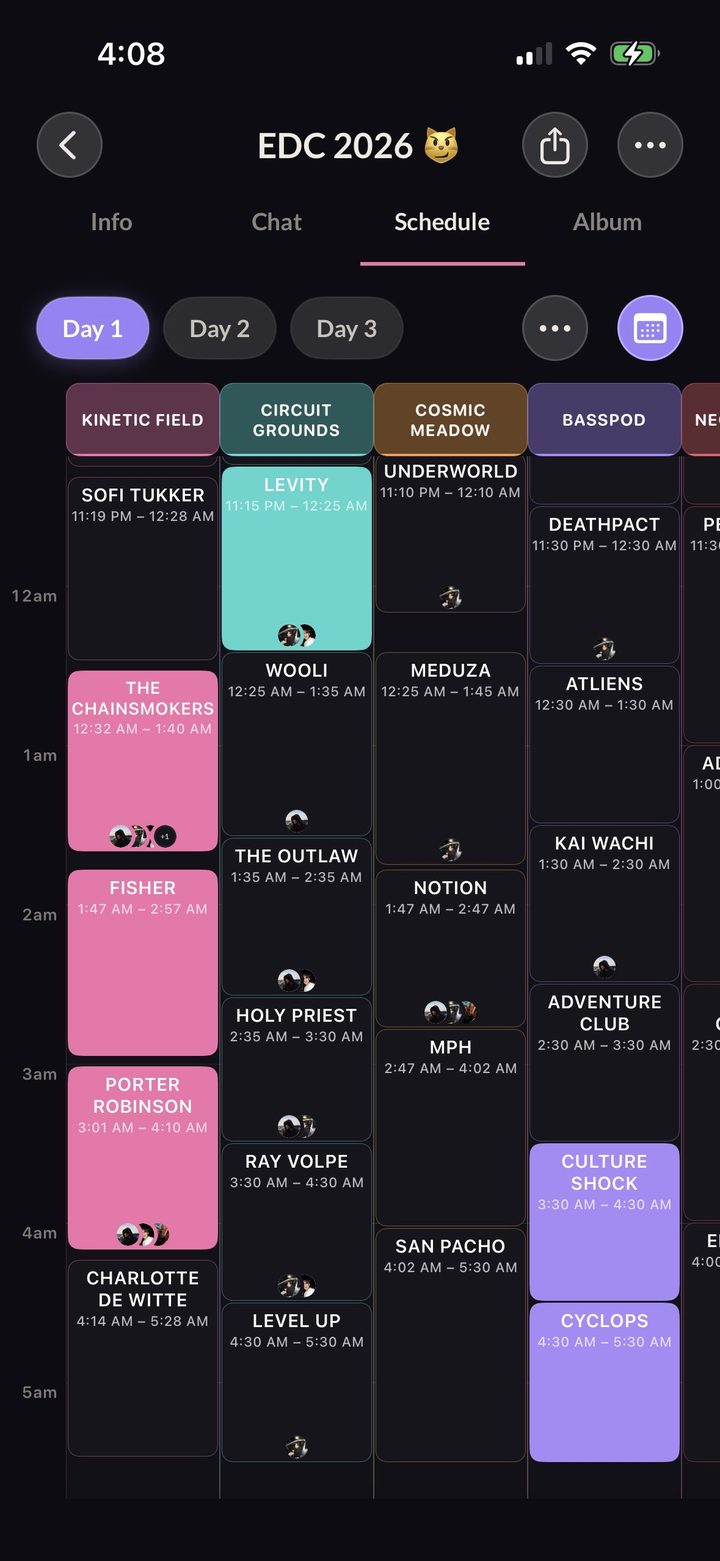 4:08
EDC 2026
Info
Chat
Schedule
Album
Day 1
Day 2
Day 3
KINETIC FIELD
CIRCUIT
GROUNDS
COSMIC
MEADOW
BASSPOD
12am
1am
2am
3am
4am
5am
SOFI TUKKER
11:19 PM – 12:28 AM
THE
CHAINSMOKERS
12:32 AM – 1:40 AM
+1
FISHER
1:47 AM – 2:57 AM
PORTER
ROBINSON
3:01 AM – 4:10 AM
CHARLOTTE
DE WITTE
4:14 AM – 5:28 AM
LEVITY
11:15 PM – 12:25 AM
WOOLI
12:25 AM – 1:35 AM
THE OUTLAW
1:35 AM – 2:35 AM
HOLY PRIEST
2:35 AM – 3:30 AM
RAY VOLPE
3:30 AM – 4:30 AM
LEVEL UP
4:30 AM – 5:30 AM
UNDERWORLD
11:10 PM – 12:10 AM
MEDUZA
12:25 AM – 1:45 AM
NOTION
1:47 AM – 2:47 AM
MPH
2:47 AM – 4:02 AM
SAN PACHO
4:02 AM – 5:30 AM
DEATHPACT
11:30 PM – 12:30 AM
ATLIENS
12:30 AM – 1:30 AM
KAI WACHI
1:30 AM – 2:30 AM
ADVENTURE
CLUB
2:30 AM – 3:30 AM
CULTURE
SHOCK
3:30 AM – 4:30 AM
CYCLOPS
4:30 AM – 5:30 AM